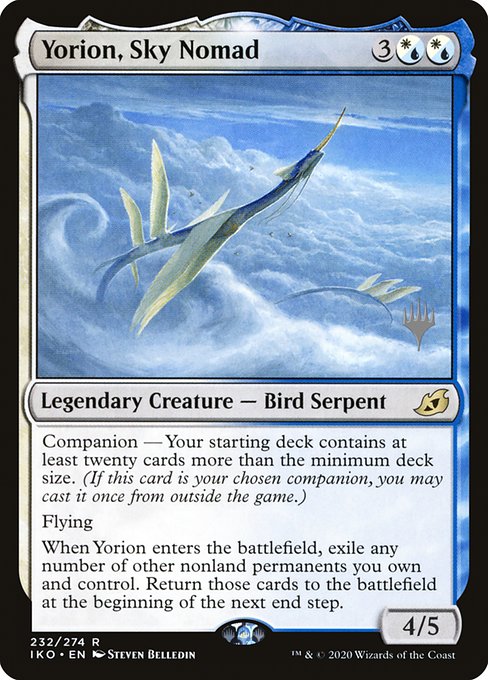 Yorion, Sky Nomad 3
Legendary Creature — Bird Serpent
Companion — Your starting deck contains at
least twenty cards more than the minimum deck
size. (If this card is your chosen companion, you may
cast it once from outside the game.)
Flying
When Yorion enters the battlefield, exile any
number of other nonland permanents you own
and control. Return those cards to the battlefield
at the beginning of the next end step.
4/5
232/274 R
IKO • EN Steven Belledin
™ & © 2020 Wizards of the Coast